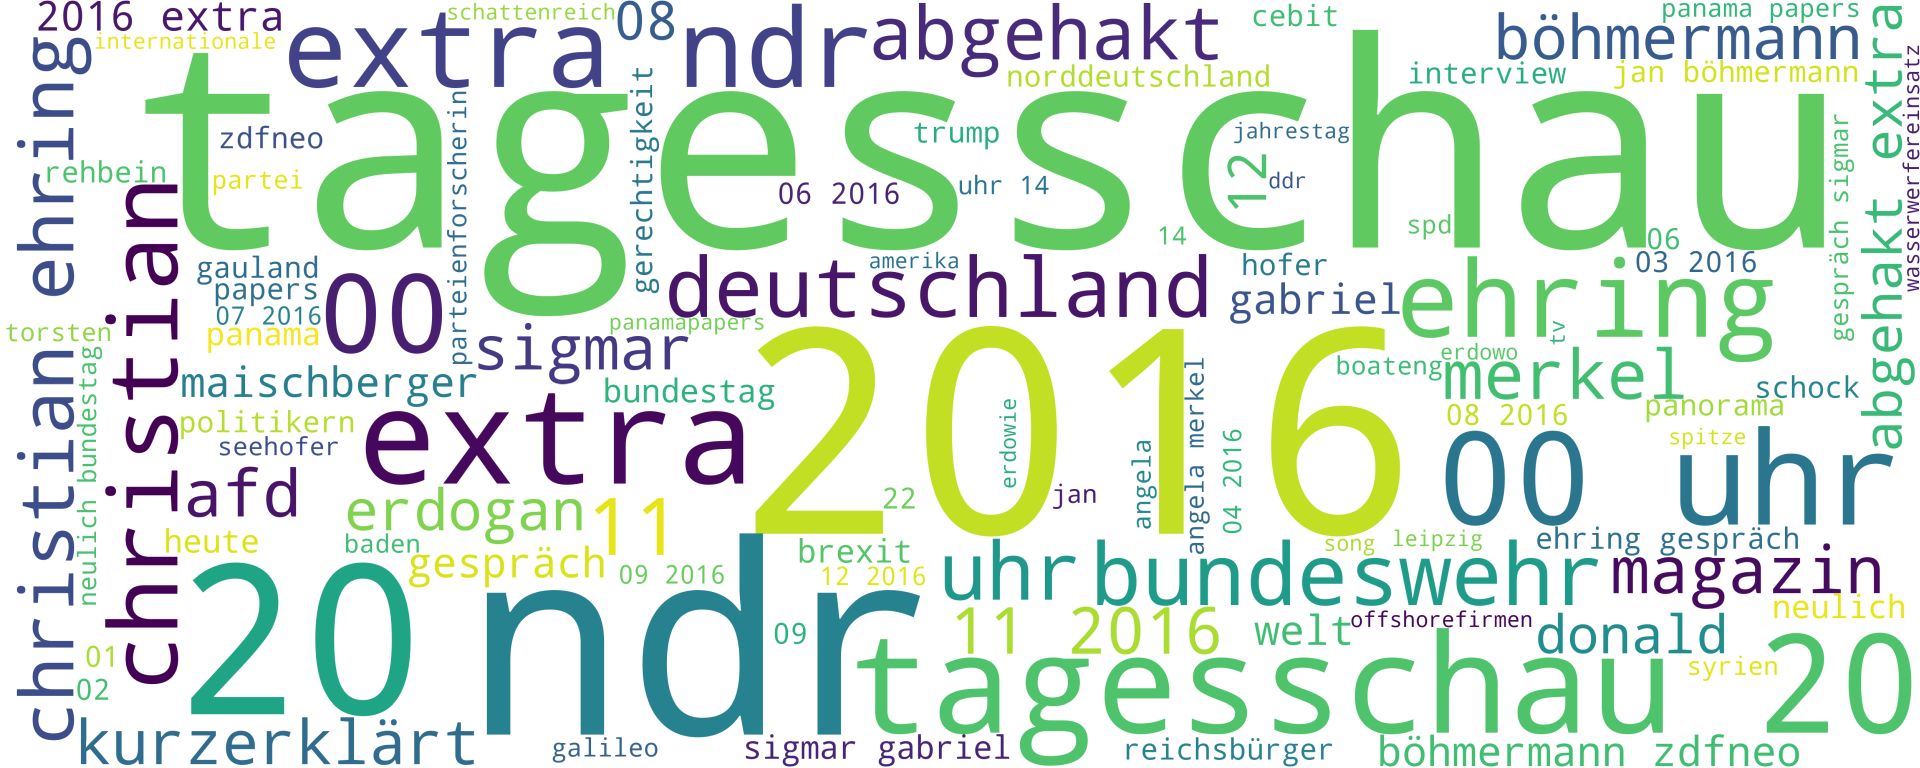 2016 extra
schattenreich
08
extra
ndr
abgehakt
cebit
panama papers
böhmermann
internationale
norddeutschland
interview
jan böhmermann
tagesschau
abgehakt extra
wasserwerfereinsatz
christian ehring
zdfneo
parteienforscherin
gerechtigkeit
trump
jahrestag
rehbein
partei
06 2016
uhr 14
12
ddr
gespräch sigmar
christian
spd
14
06
gauland
amerika
hofer
03 2016
papers
00
deutschland
gabriel
ehring
07 2016
torsten
panama
panamapapers
tv
sigmar
2016
erdowo
boateng
merkel
neulich bundestag
maischberger
bundestag
schock
politikern
extra
erdowie
angela
angela merkel
04 2016
08 2016
panorama
seehofer
spitze
00
uhr
afd
erdogan
11
22
jan
heute
baden
gespräch
brexit
song
leipzig
ehring gespräch
09 2016
12 2016
uhr
bundeswehr
magazin
20
ndr
11 2016
offshorefirmen
neulich
09
welt
donald
01
02
tagesschau 20
syrien
kurzerklärt
galileo
sigmar gabriel
reichsbürger
böhmermann zdfneo